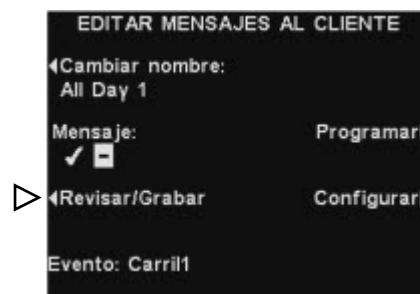 EDITAR MENSAJES AL CLIENTE
Cambiar nombre:
All Day 1
Mensaje: Programar
✓ -
Revisar/Grabar Configurar
Evento: Carril1